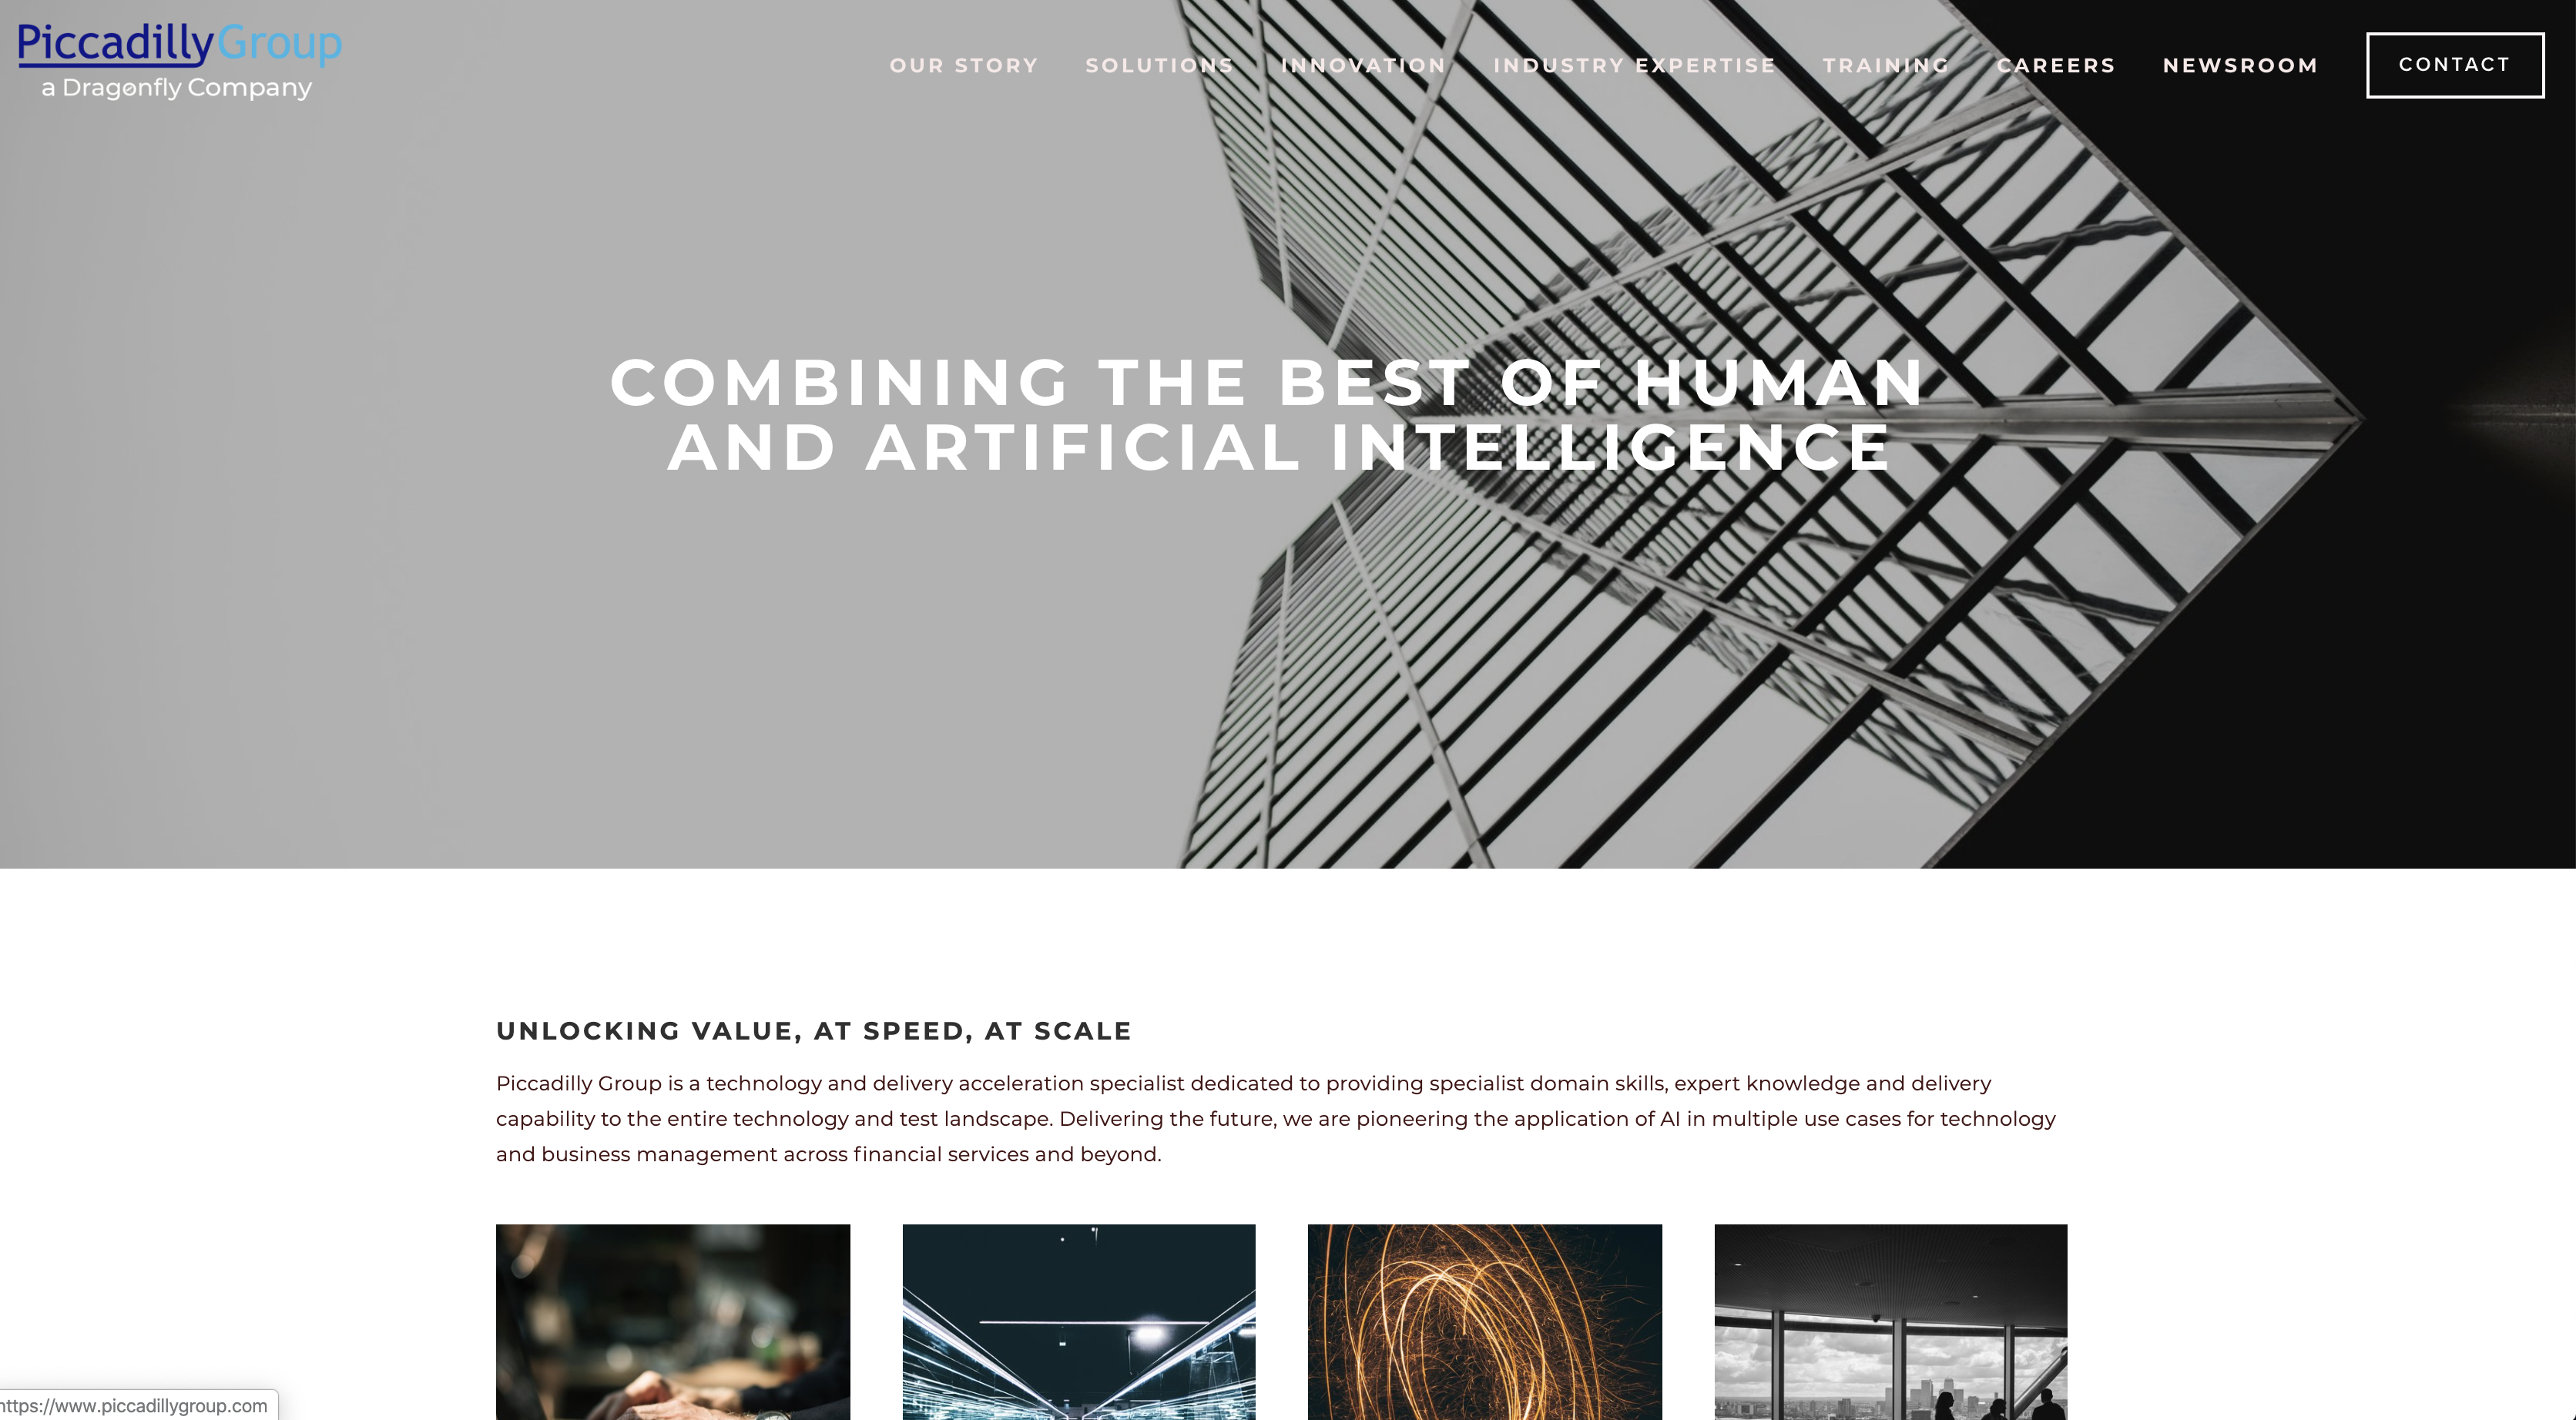 PiccadillyGroup
a Dragonfly Company
OUR STORY SOLUTIONS INNOVATION INDUSTRY EXPERTISE TRAINING CAREERS NEWSROOM CONTACT
COMBINING THE BEST OF HUMAN
AND ARTIFICIAL INTELLIGENCE
UNLOCKING VALUE, AT SPEED, AT SCALE
Piccadilly Group is a technology and delivery acceleration specialist dedicated to providing specialist domain skills, expert knowledge and delivery
capability to the entire technology and test landscape. Delivering the future, we are pioneering the application of AI in multiple use cases for technology
and business management across financial services and beyond.
https://www.piccadillygroup.com